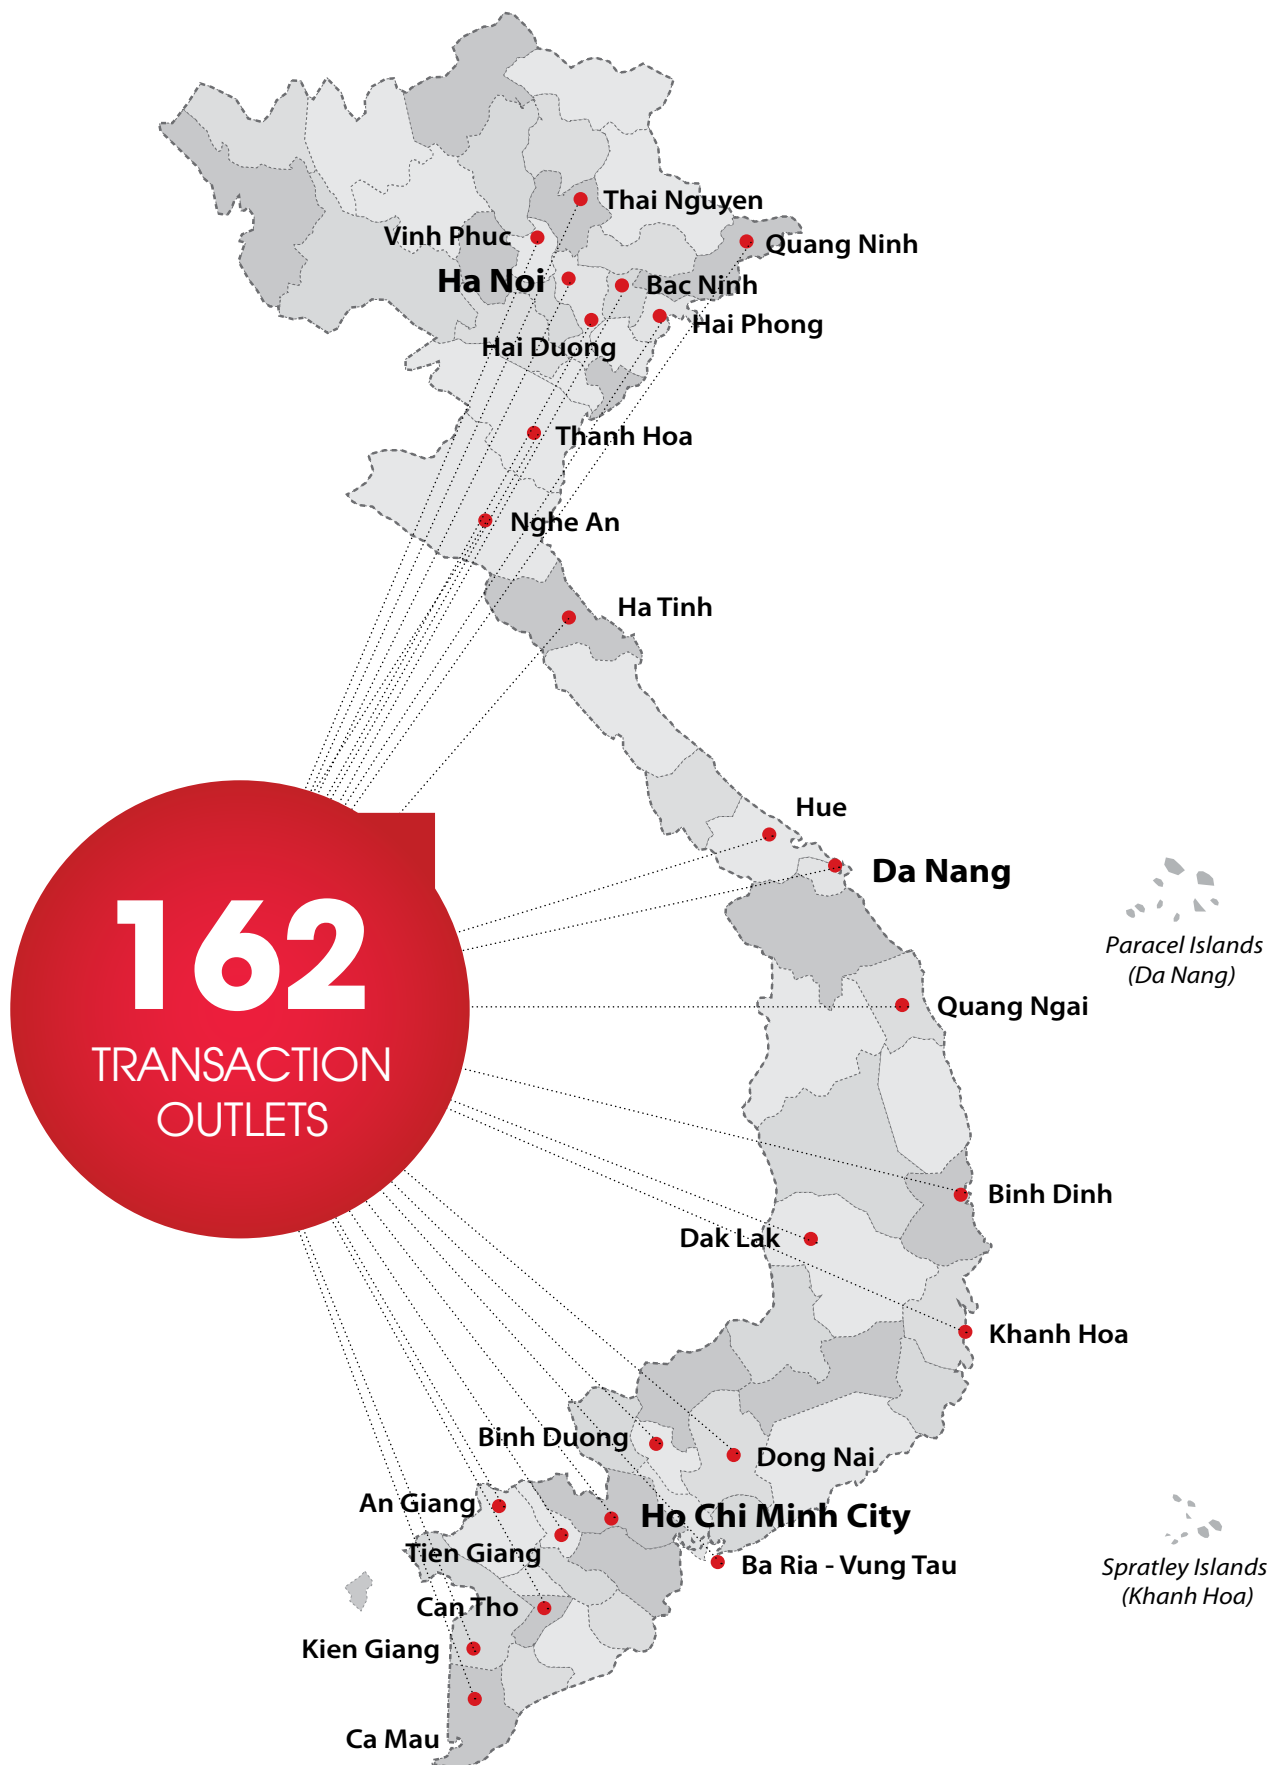 Thai Nguyen
Vinh Phuc
Quang Ninh
Ha Noi
Bac Ninh
Hai Phong
Hai Duong
Thanh Hoa
Nghe An
Ha Tinh
Hue
Da Nang
162
TRANSACTION
OUTLETS
Paracel Islands
(Da Nang)
Quang Ngai
Binh Dinh
Dak Lak
Khanh Hoa
Binh Duong
Dong Nai
An Giang
Ho Chi Minh City
Tien Giang
Ba Ria - Vung Tau
Spratley Islands
(Khanh Hoa)
Can Tho
Kien Giang
Ca Mau